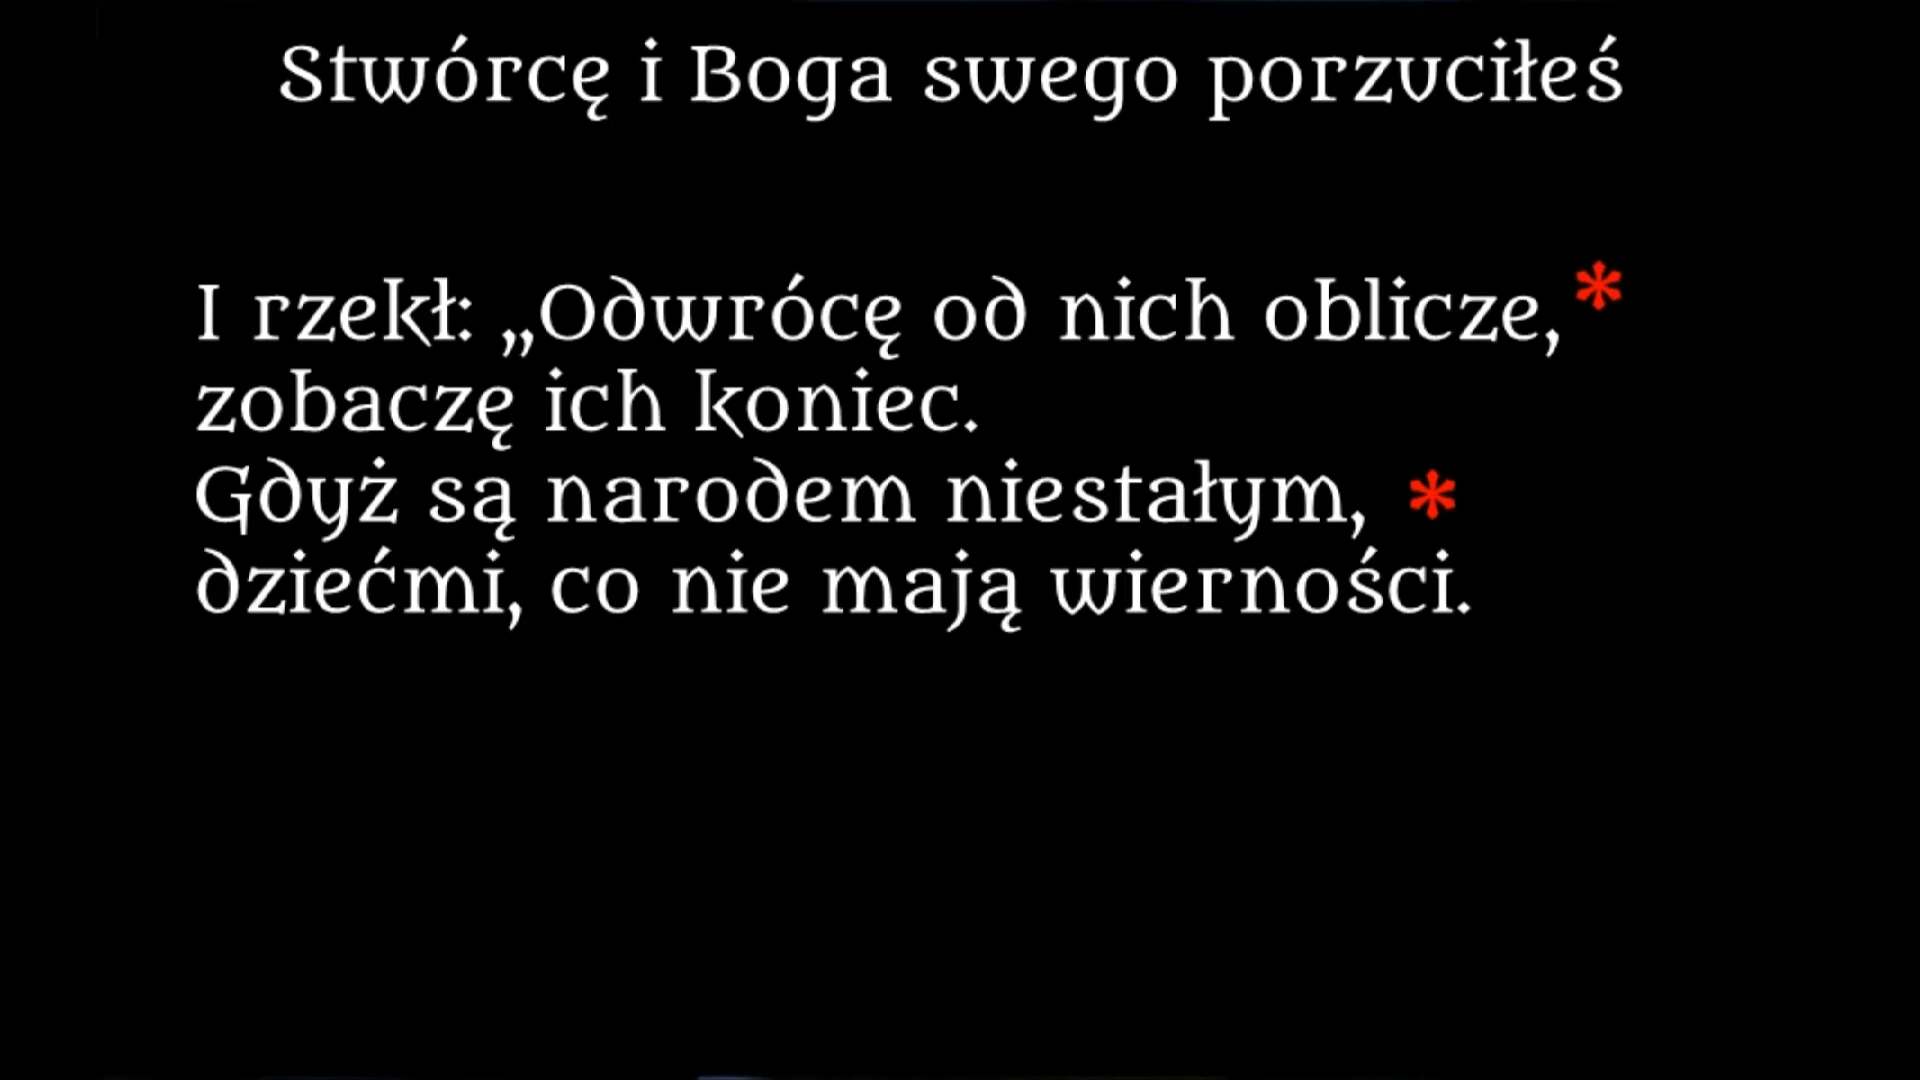 Stwórcę i Boga swego porzuciłeś
I rzekł: „Odwrócę od nich oblicze,*
zobaczę ich koniec.
Gdyż są narodem niestałym, *
dziećmi, co nie mają wierności.